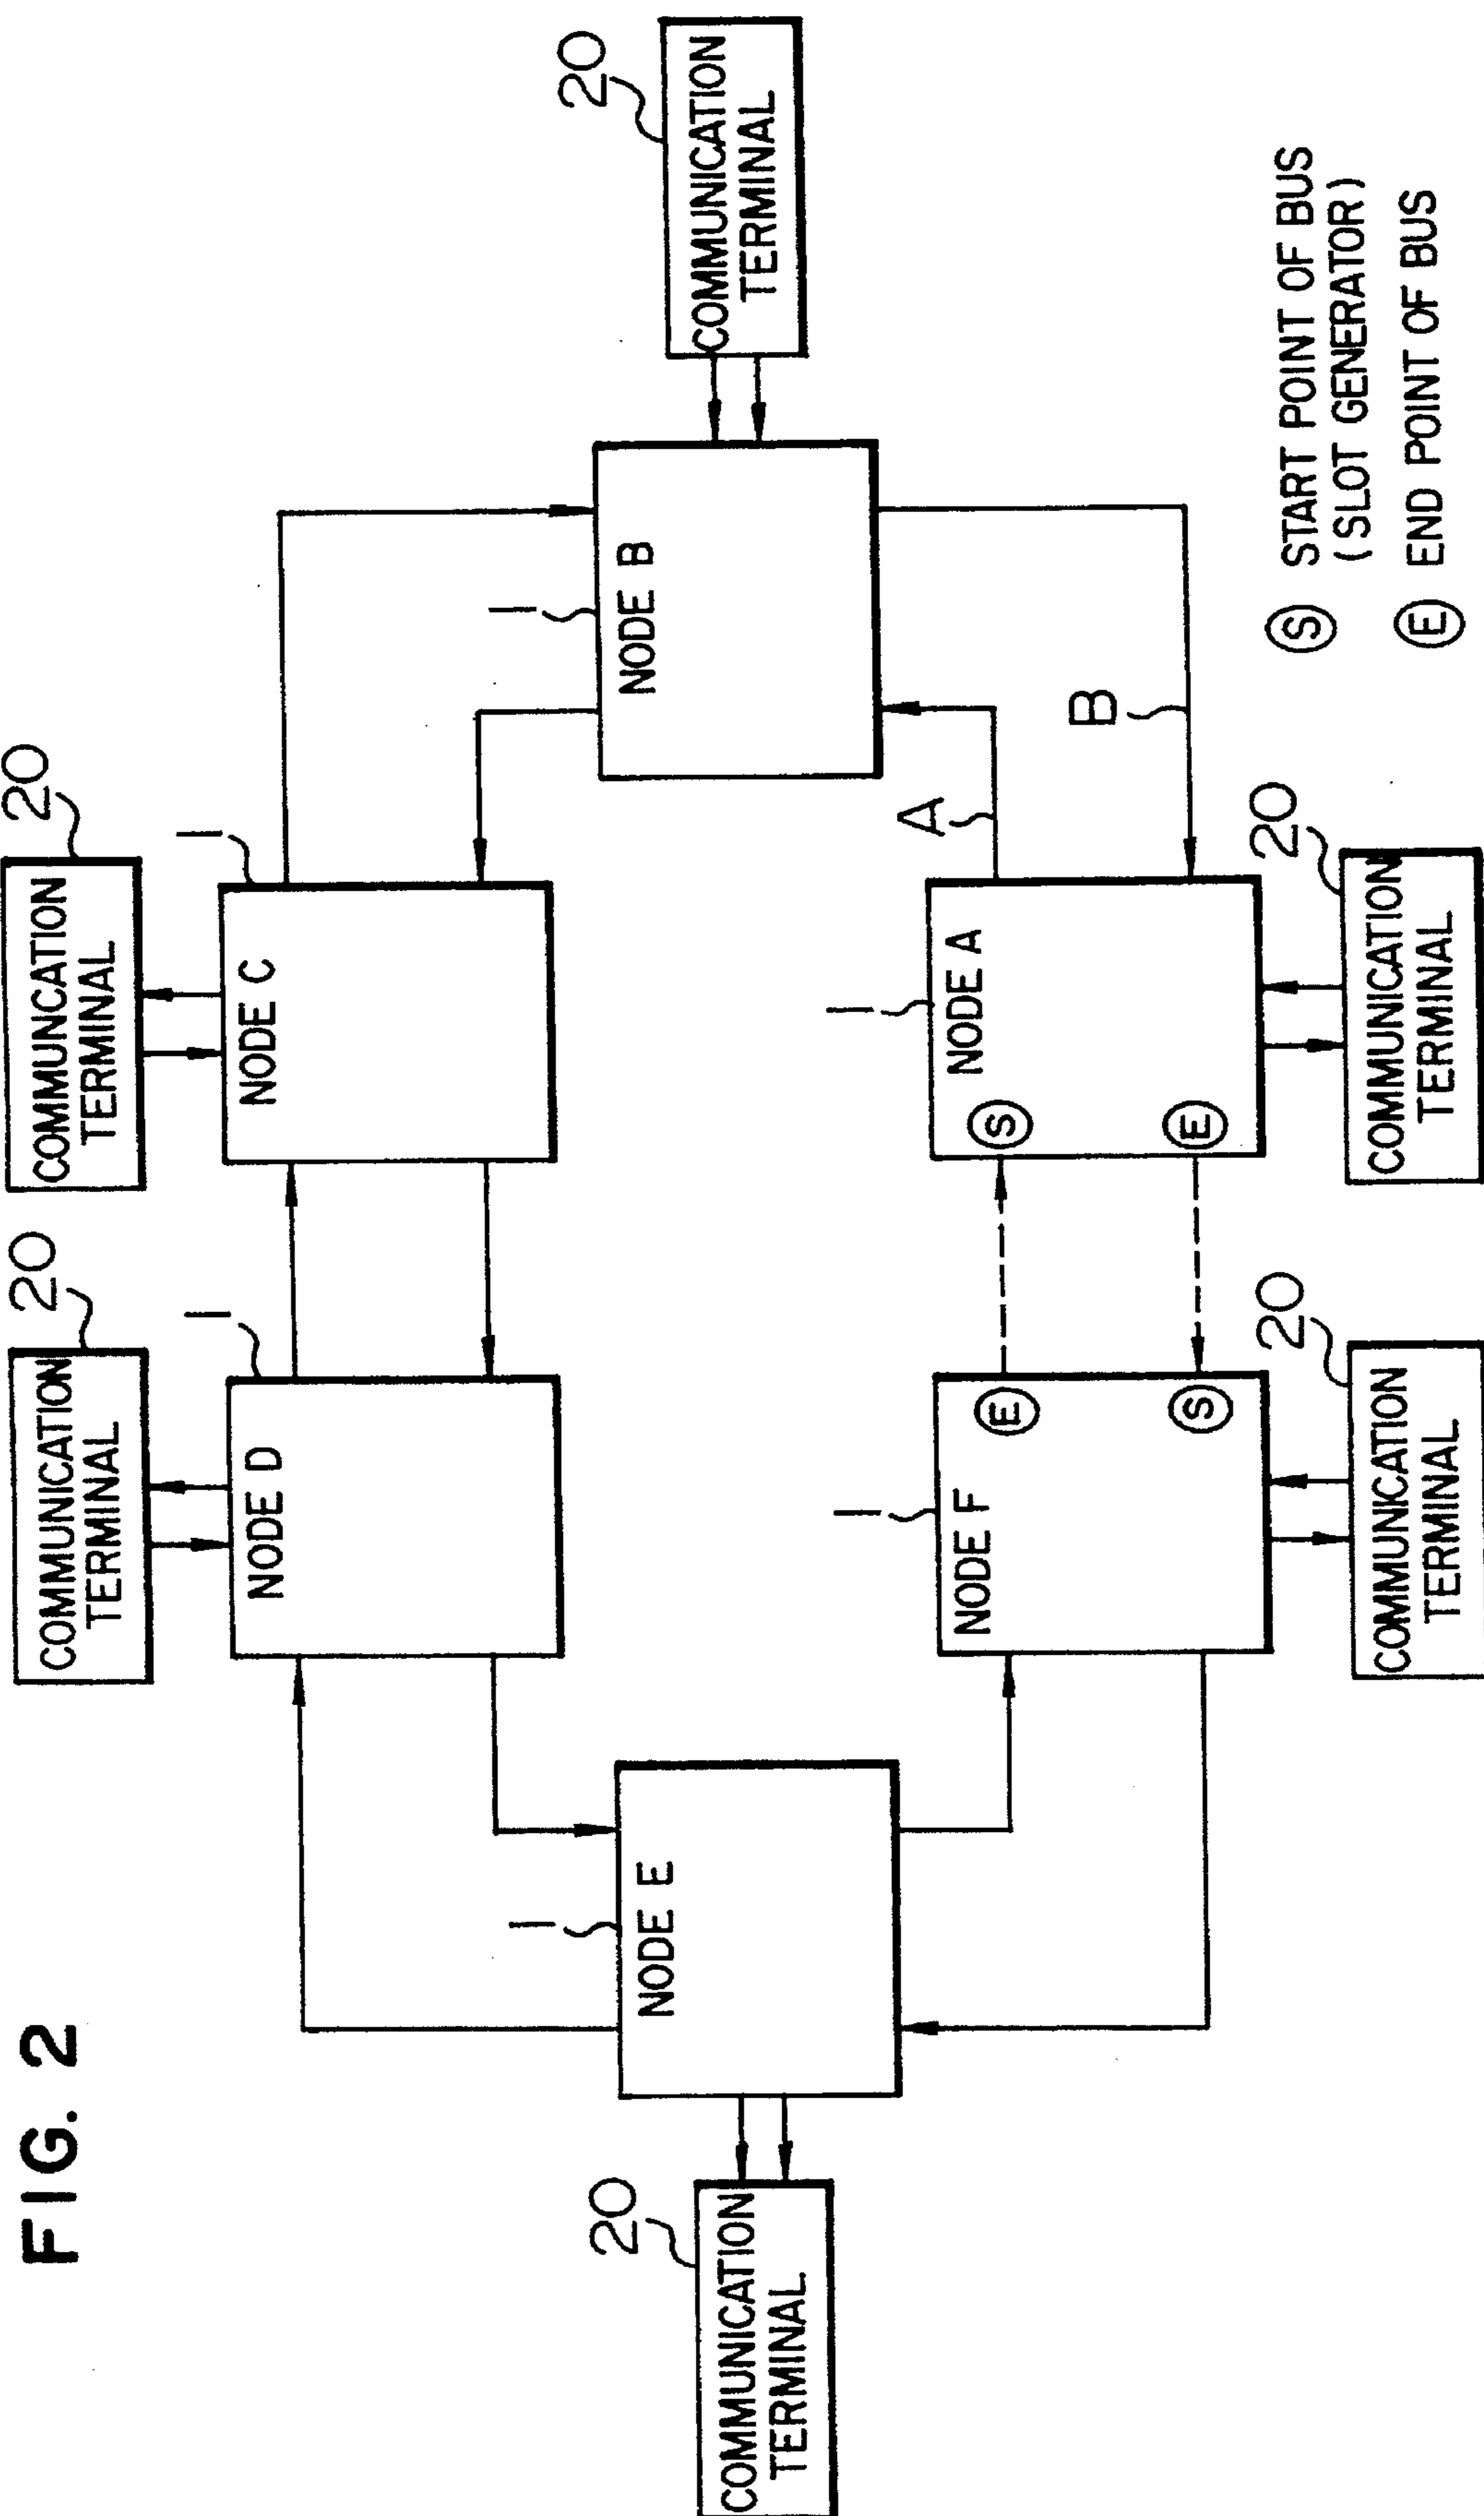 FIG. 2
20
COMMUNICATION
TERMINAL
20
COMMUNCATION
TERMINAL
1
NODE D
1
NODE C
20
COMMUNICATION
TERMINAL
1
NODE E
1
NODE B
20
COMMUNICATION
TERMINAL
1
NODE F
E
S
1
NODE A
S
E
A
B
20
COMMUNICATION
TERMINAL
20
COMMUNICATION
TERMINAL
S START POINT OF BUS
(SLOT GENERATOR)
E END POINT OF BUS